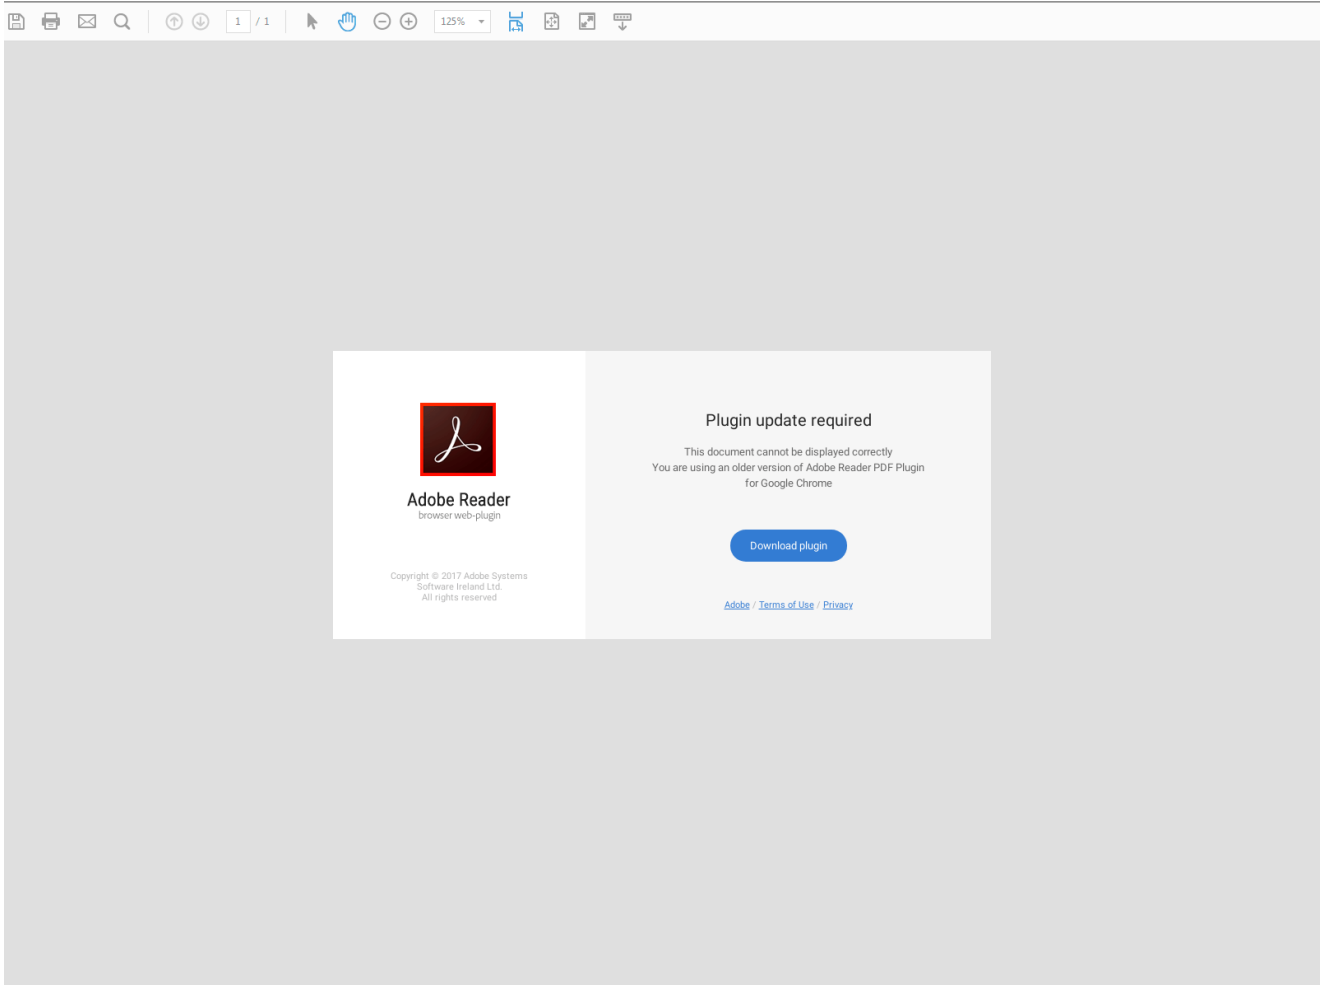 1 / 1
125%
Adobe Reader
browser web-plugin
Copyright © 2017 Adobe Systems
Software Ireland Ltd.
All rights reserved
Plugin update required
This document cannot be displayed correctly
You are using an older version of Adobe Reader PDF Plugin
for Google Chrome
Download plugin
Adobe / Terms of Use / Privacy